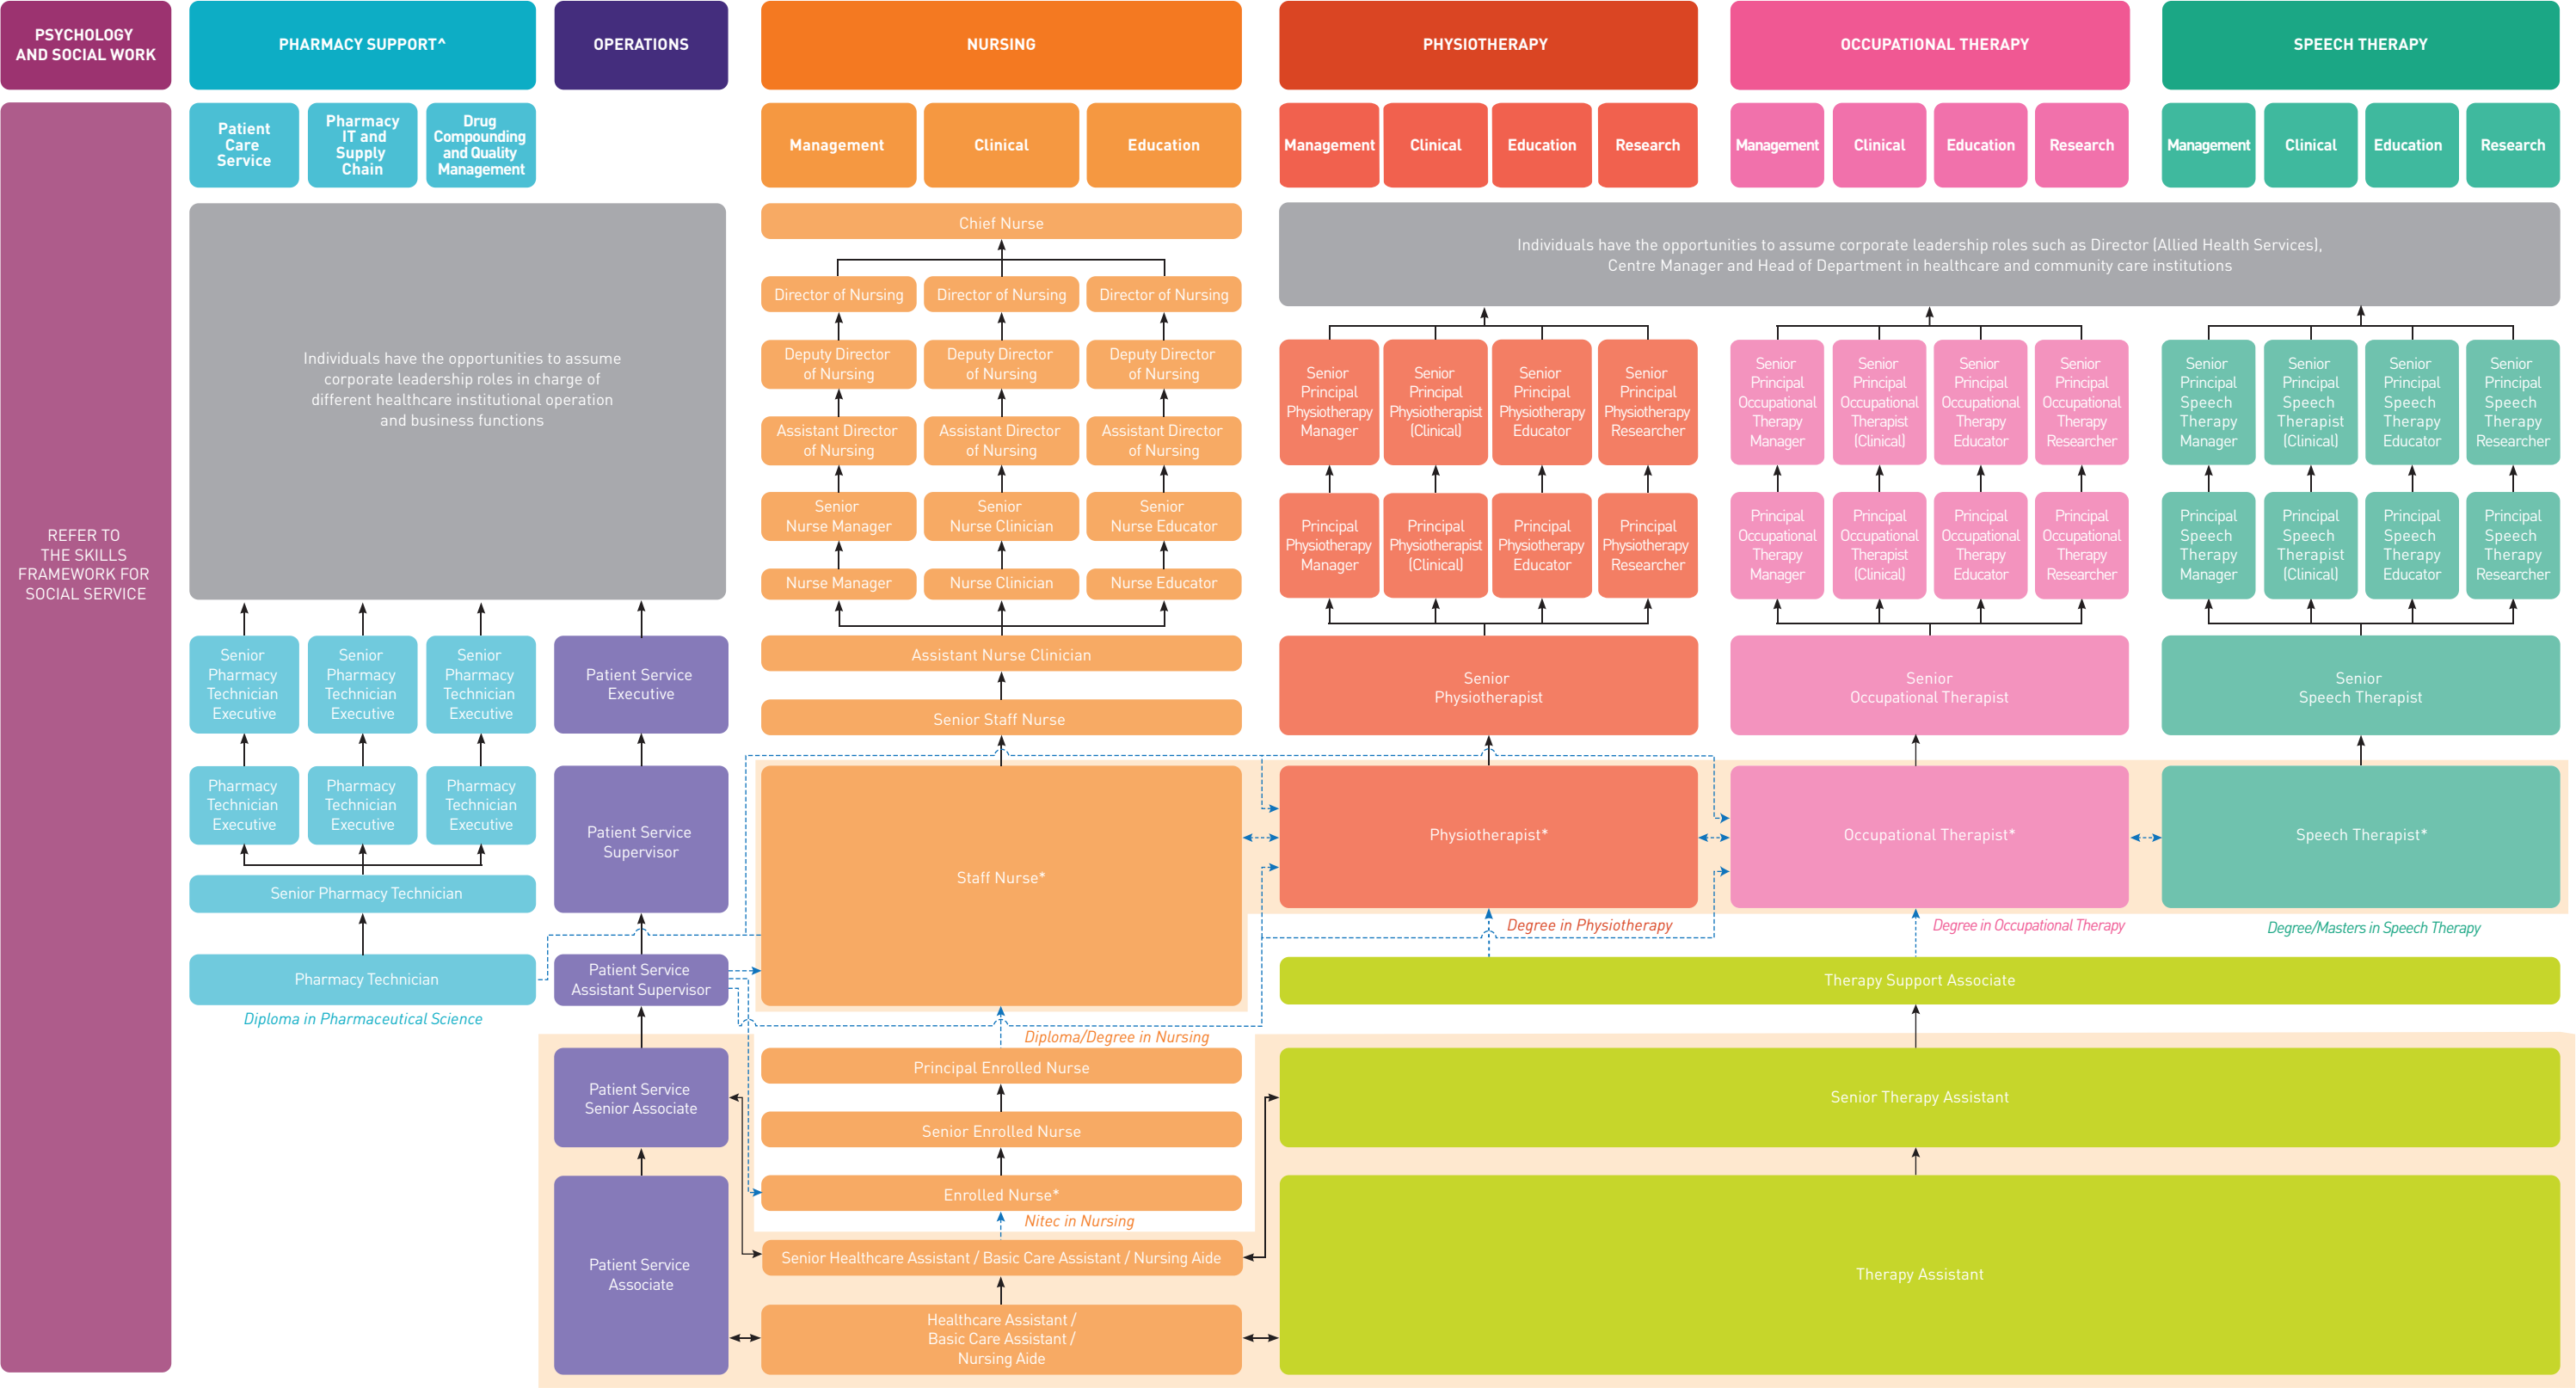 PSYCHOLOGY
AND SOCIAL WORK
REFER TO
THE SKILLS
FRAMEWORK FOR
SOCIAL SERVICE
PHARMACY SUPPORT^
Patient
Care
Service
Pharmacy
IT and
Supply
Chain
Drug
Compounding
and Quality
Management
OPERATIONS
Individuals have the opportunities to assume
corporate leadership roles in charge of
different healthcare institutional operation
and business functions
Senior
Pharmacy
Technician
Executive
Senior
Pharmacy
Technician
Executive
Senior
Pharmacy
Technician
Executive
Pharmacy
Technician
Executive
Pharmacy
Technician
Executive
Pharmacy
Technician
Executive
Senior Pharmacy Technician
Pharmacy Technician
Diploma in Pharmaceutical Science
Patient Service
Executive
Patient Service
Supervisor
Patient Service
Assistant Supervisor
Patient Service
Senior Associate
Patient Service
Associate
NURSING
Management
Clinical
Education
Chief Nurse
Director of Nursing
Director of Nursing
Director of Nursing
Deputy Director
of Nursing
Deputy Director
of Nursing
Deputy Director
of Nursing
Assistant Director
of Nursing
Assistant Director
of Nursing
Assistant Director
of Nursing
Senior
Nurse Manager
Senior
Nurse Clinician
Senior
Nurse Educator
Nurse Manager
Nurse Clinician
Nurse Educator
Assistant Nurse Clinician
Senior Staff Nurse
Staff Nurse*
Diploma/Degree in Nursing
Principal Enrolled Nurse
Senior Enrolled Nurse
Enrolled Nurse*
Nitec in Nursing
Senior Healthcare Assistant / Basic Care Assistant / Nursing Aide
Healthcare Assistant /
Basic Care Assistant /
Nursing Aide
PHYSIOTHERAPY
Management
Clinical
Education
Research
OCCUPATIONAL THERAPY
Management
Clinical
Education
Research
SPEECH THERAPY
Management
Clinical
Education
Research
Individuals have the opportunities to assume corporate leadership roles such as Director (Allied Health Services),
Centre Manager and Head of Department in healthcare and community care institutions
Senior
Principal
Physiotherapy
Manager
Senior
Principal
Physiotherapist
(Clinical)
Senior
Principal
Physiotherapy
Educator
Senior
Principal
Physiotherapy
Researcher
Principal
Physiotherapy
Manager
Principal
Physiotherapist
(Clinical)
Principal
Physiotherapy
Educator
Principal
Physiotherapy
Researcher
Senior
Physiotherapist
Physiotherapist*
Degree in Physiotherapy
Senior
Principal
Occupational
Therapy
Manager
Senior
Principal
Occupational
Therapist
(Clinical)
Senior
Principal
Occupational
Therapy
Educator
Senior
Principal
Occupational
Therapy
Researcher
Principal
Occupational
Therapy
Manager
Principal
Occupational
Therapist
(Clinical)
Principal
Occupational
Therapy
Educator
Principal
Occupational
Therapy
Researcher
Senior
Occupational Therapist
Occupational Therapist*
Degree in Occupational Therapy
Senior
Principal
Speech
Therapy
Manager
Senior
Principal
Speech
Therapist
(Clinical)
Senior
Principal
Speech
Therapy
Educator
Senior
Principal
Speech
Therapy
Researcher
Principal
Speech
Therapy
Manager
Principal
Speech
Therapist
(Clinical)
Principal
Speech
Therapy
Educator
Principal
Speech
Therapy
Researcher
Senior
Speech Therapist
Speech Therapist*
Degree/Masters in Speech Therapy
Therapy Support Associate
Senior Therapy Assistant
Therapy Assistant